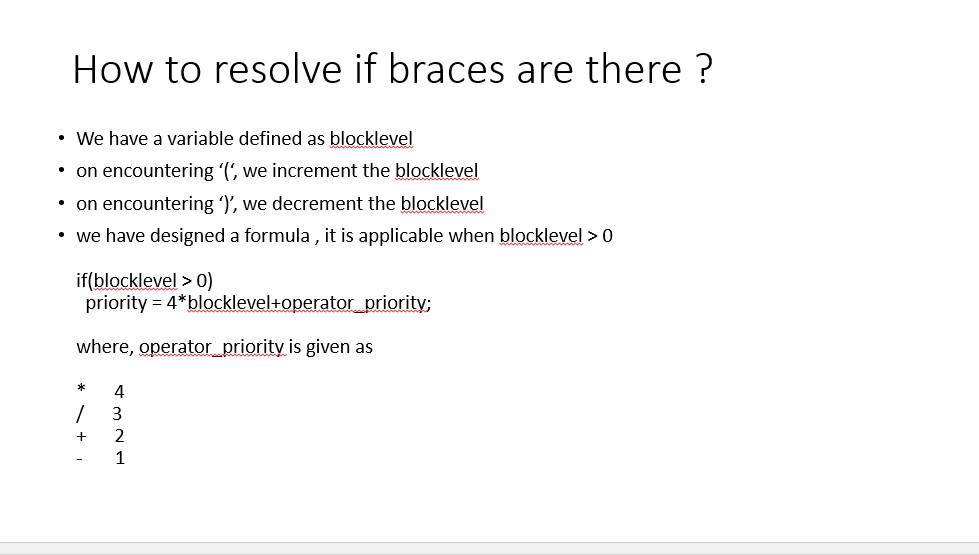 How to resolve if braces are there ?
• We have a variable defined as blocklevel
• on encountering ‘(‘, we increment the blocklevel
• on encountering ‘)’, we decrement the blocklevel
• we have designed a formula , it is applicable when blocklevel > 0
if(blocklevel > 0)
priority = 4*blocklevel+operator_priority;
where, operator_priority is given as
* 4
/ 3
+ 2
- 1